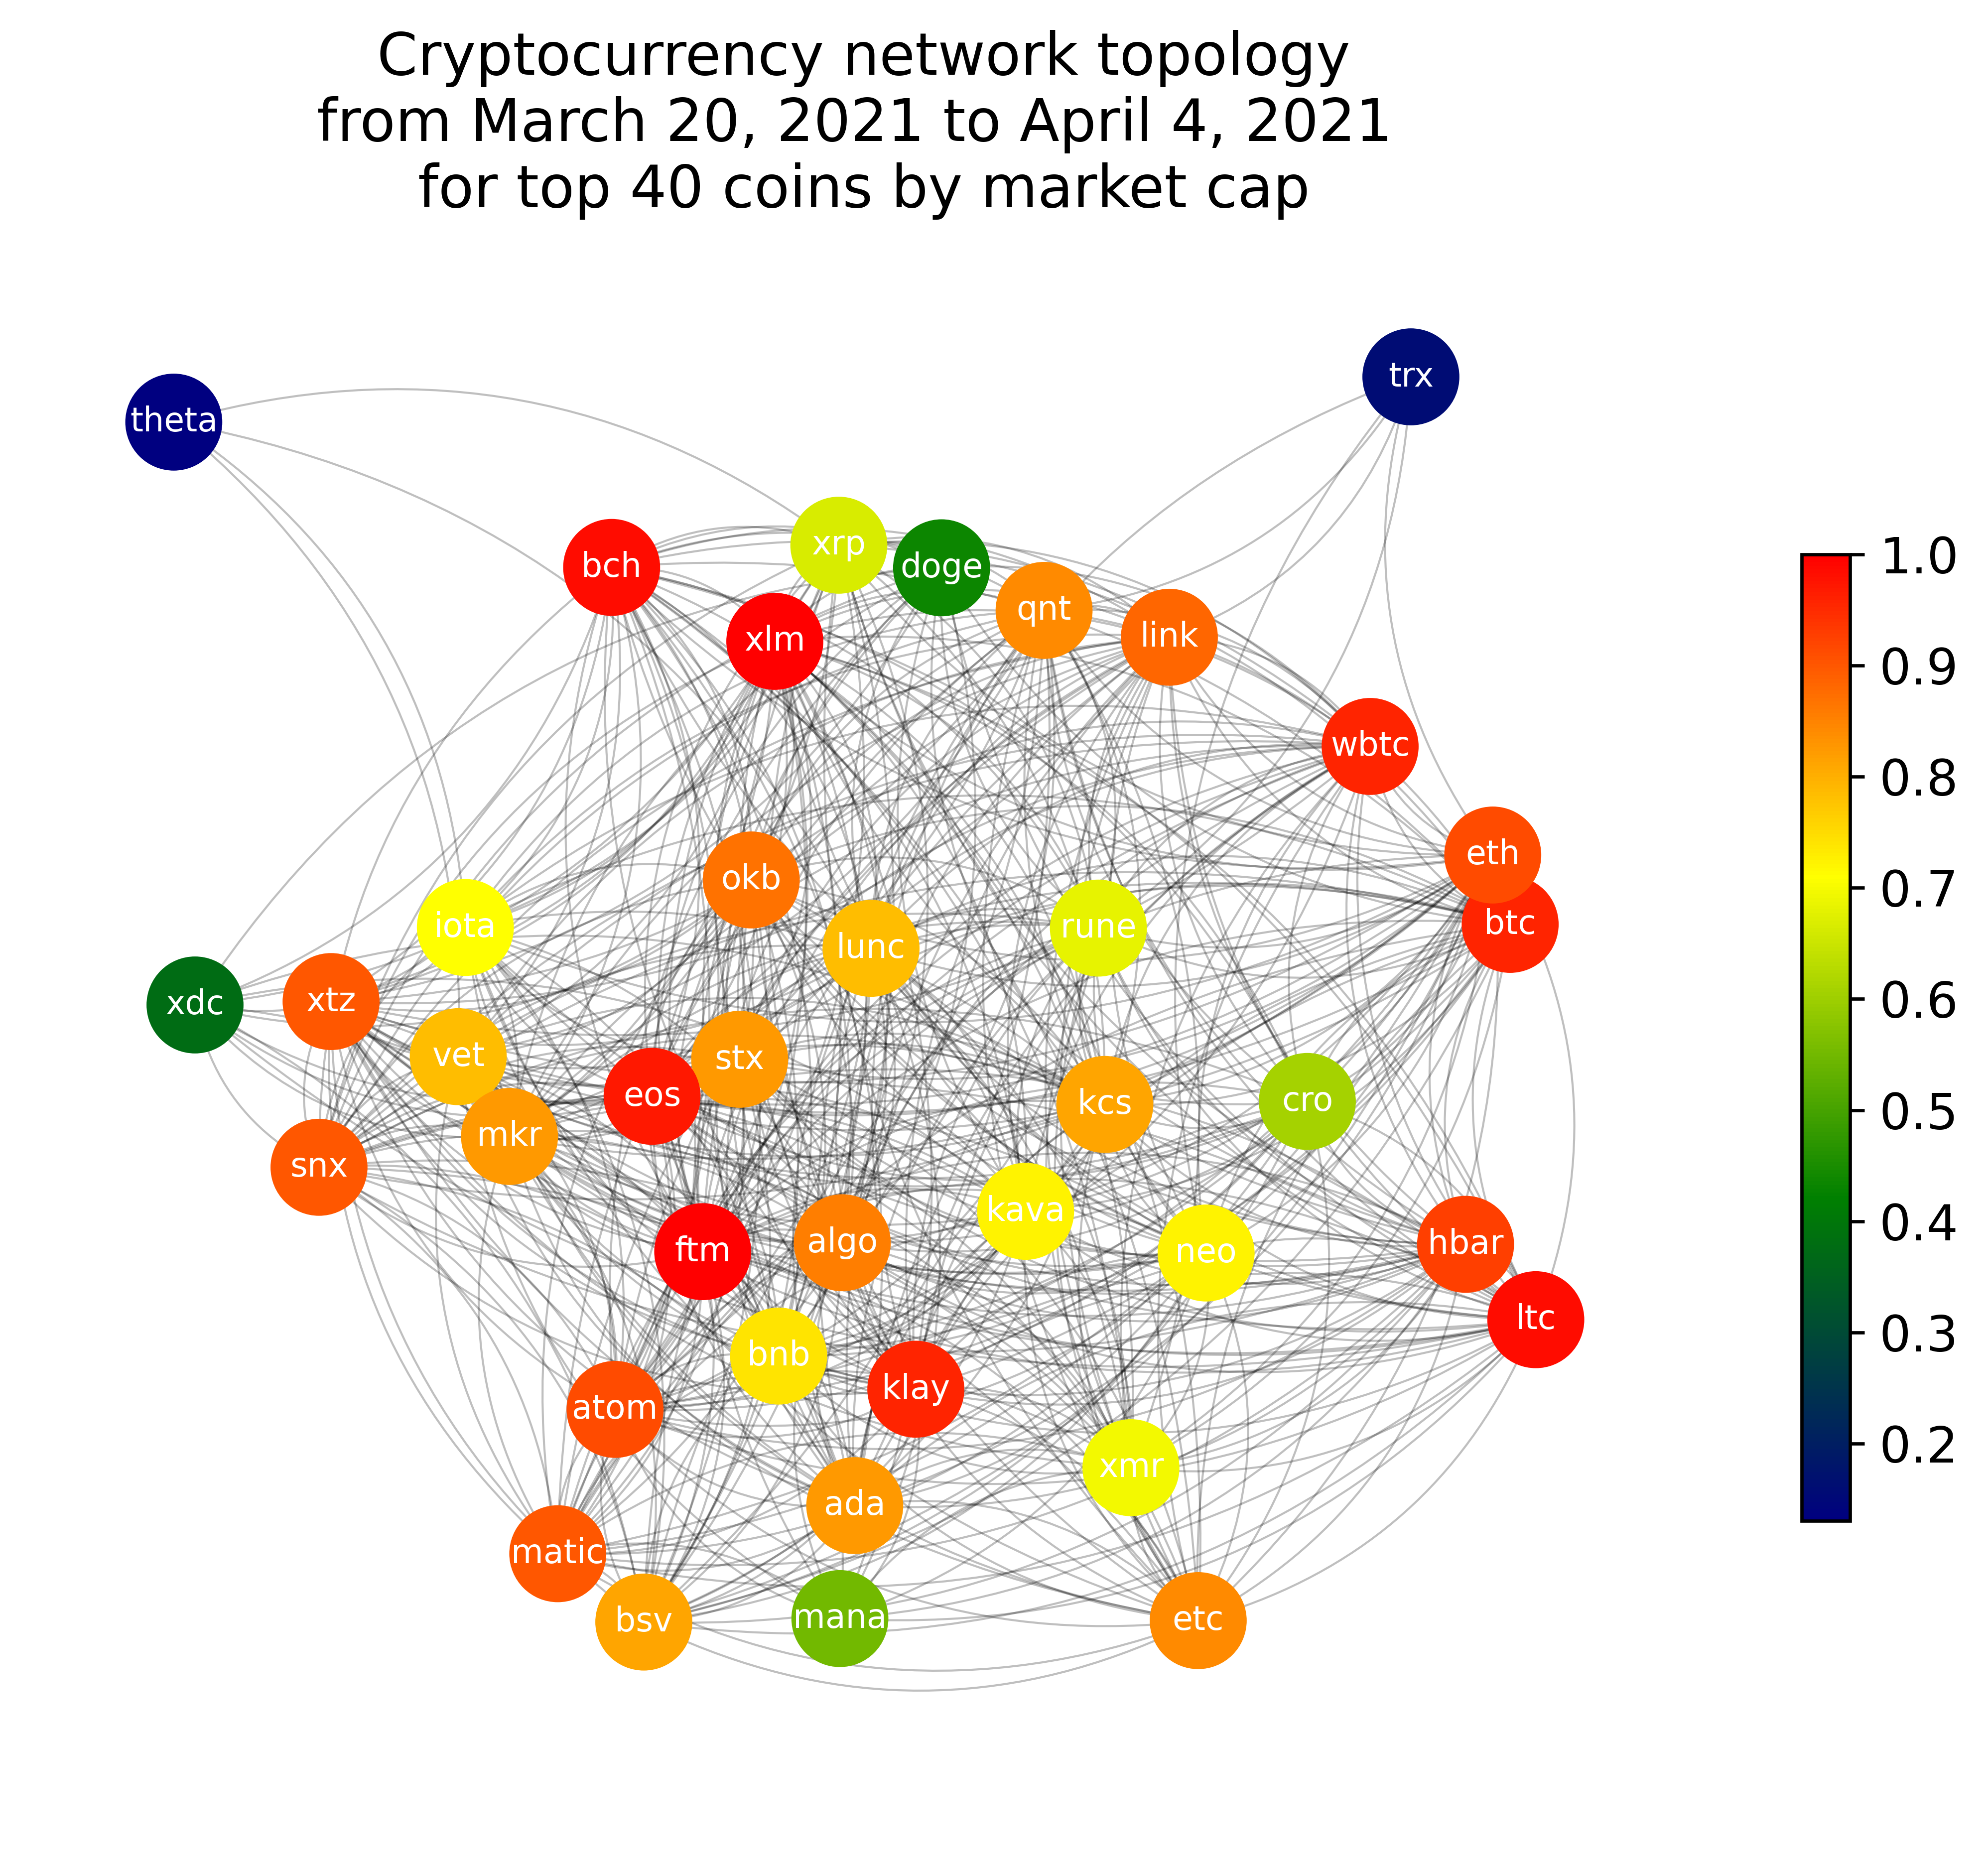 Cryptocurrency network topology
from March 20, 2021 to April 4, 2021
for top 40 coins by market cap
trx
theta
xrp
bch
doge
qnt
link
xlm
wbtc
eth
okb
btc
iota
rune
lunc
xtz
xdc
vet
stx
eos
cro
kcs
mkr
snx
kava
algo
hbar
ftm
neo
ltc
bnb
klay
atom
xmr
ada
matic
mana
etc
bsv
1.0
0.9
0.8
0.7
0.6
0.5
0.4
0.3
0.2